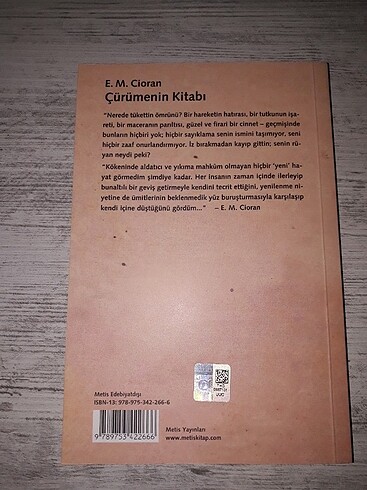 E. M. Cioran
Çürümenin Kitabı
"Nerede tükettin ömrünü? Bir hareketin hatırası, bir tutkunun işa-
reti, bir maceranın parıltısı, güzel ve firari bir cinnet – geçmişinde
bunların hiçbiri yok; hiçbir sayıklama senin ismini taşımıyor, seni
hiçbir zaaf onurlandırmıyor. İz bırakmadan kayıp gittin; senin rü-
yan neydi peki?"
"Kökeninde aldatıcı ve yıkıma mahkûm olmayan hiçbir 'yeni' ha-
yat görmedim şimdiye kadar. Her insanın zaman içinde ilerleyip
bunaltılı bir geviş getirmeyle kendini tecrit ettiğini, yenilenme ni-
yetine de ümitlerinin beklenmedik yüz buruşturmasıyla karşılaşıp
kendi içine düştüğünü gördüm..." – E. M. Cioran
Metis Edebiyatdışı
ISBN-13: 978-975-342-266-6
9 789753 422666
Metis Yayınları
www.metiskitap.com